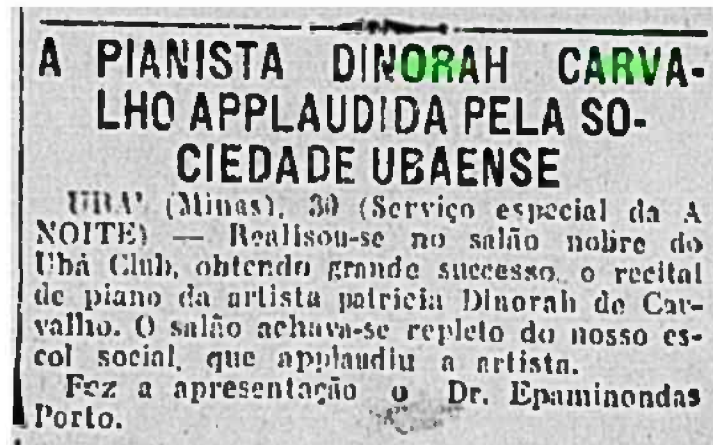 A PIANISTA DINORAH CARVA-
LHO APPLAUDIDA PELA SO-
CIEDADE UBAENSE
UBA' (Minas), 30 (Serviço especial da A
NOITE) — Realisou-se no salão nobre do
Ubá Club, obtendo grande successo, o recital
de piano da artista patricia Dinorah de Car-
valho. O salão achava-se repleto do nosso es-
col social, que applaudiu a artista.
Fez a apresentação o Dr. Epaminondas
Porto.